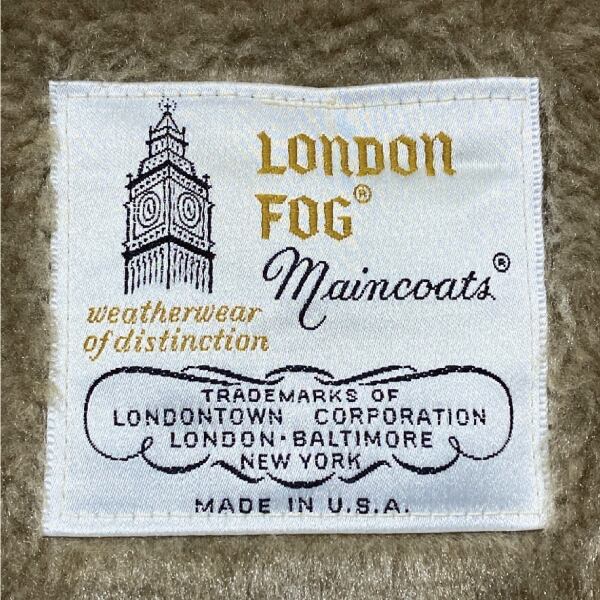 LONDON
FOG®
Maincoats®
weatherwear
of distinction
TRADEMARKS OF
LONDONTOWN CORPORATION
LONDON·BALTIMORE
NEW YORK
MADE IN U.S.A.